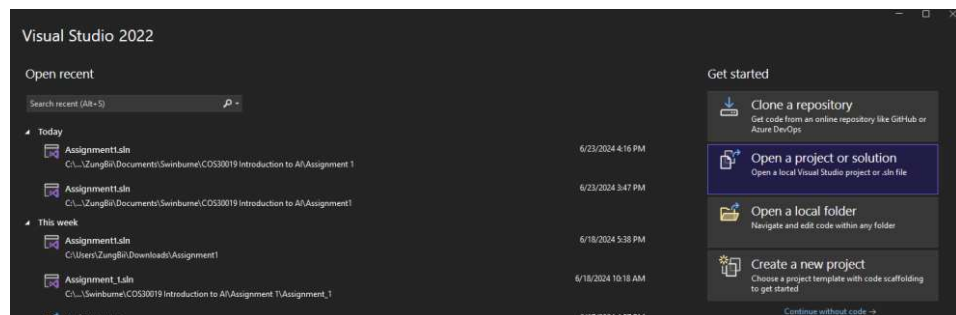 Visual Studio 2022
Open recent
Search recent (Alt+S)
Today
Assignment1.sln
6/23/2024 4:16 PM
C:\...\ZungBii\Documents\Swinburne\COS30019 Introduction to AI\Assignment 1
Assignment1.sln
6/23/2024 3:47 PM
C:\...\ZungBii\Documents\Swinburne\COS30019 Introduction to AI\Assignment1
This week
Assignment1.sln
6/18/2024 5:38 PM
C:\Users\ZungBii\Downloads\Assignment1
Assignment_1.sln
6/18/2024 10:18 AM
C:\...\Swinburne\COS30019 Introduction to AI\Assignment 1\Assignment_1
Get started
Clone a repository
Get code from an online repository like GitHub or
Azure DevOps
Open a project or solution
Open a local Visual Studio project or .sln file
Open a local folder
Navigate and edit code within any folder
Create a new project
Choose a project template with code scaffolding
to get started
Continue without code →